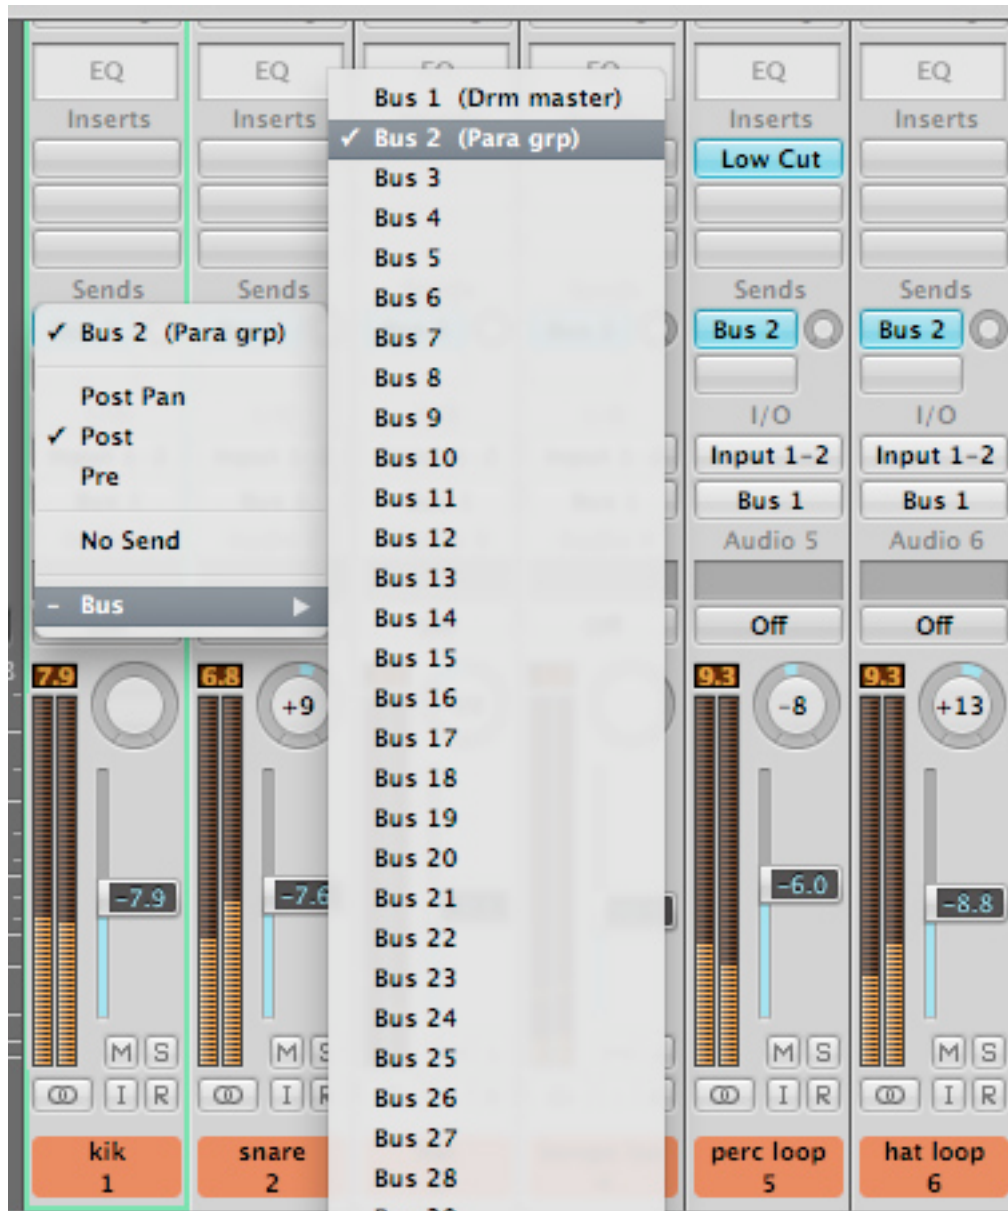 EQ
Inserts
Sends
✓ Bus 2 (Para grp)
Post Pan
✓ Post
Pre
No Send
– Bus ▶
7.9
-7.9
M S
I R
kik
1
EQ
Inserts
Sends
6.8
+9
-7.6
M S
I R
snare
2
Bus 1 (Drm master)
✓ Bus 2 (Para grp)
Bus 3
Bus 4
Bus 5
Bus 6
Bus 7
Bus 8
Bus 9
Bus 10
Bus 11
Bus 12
Bus 13
Bus 14
Bus 15
Bus 16
Bus 17
Bus 18
Bus 19
Bus 20
Bus 21
Bus 22
Bus 23
Bus 24
Bus 25
Bus 26
Bus 27
Bus 28
EQ
Inserts
Low Cut
Sends
Bus 2
I/O
Input 1-2
Bus 1
Audio 5
Off
9.3
-8
-6.0
M S
I R
perc loop
5
EQ
Inserts
Sends
Bus 2
I/O
Input 1-2
Bus 1
Audio 6
Off
9.3
+13
-8.8
M S
I R
hat loop
6